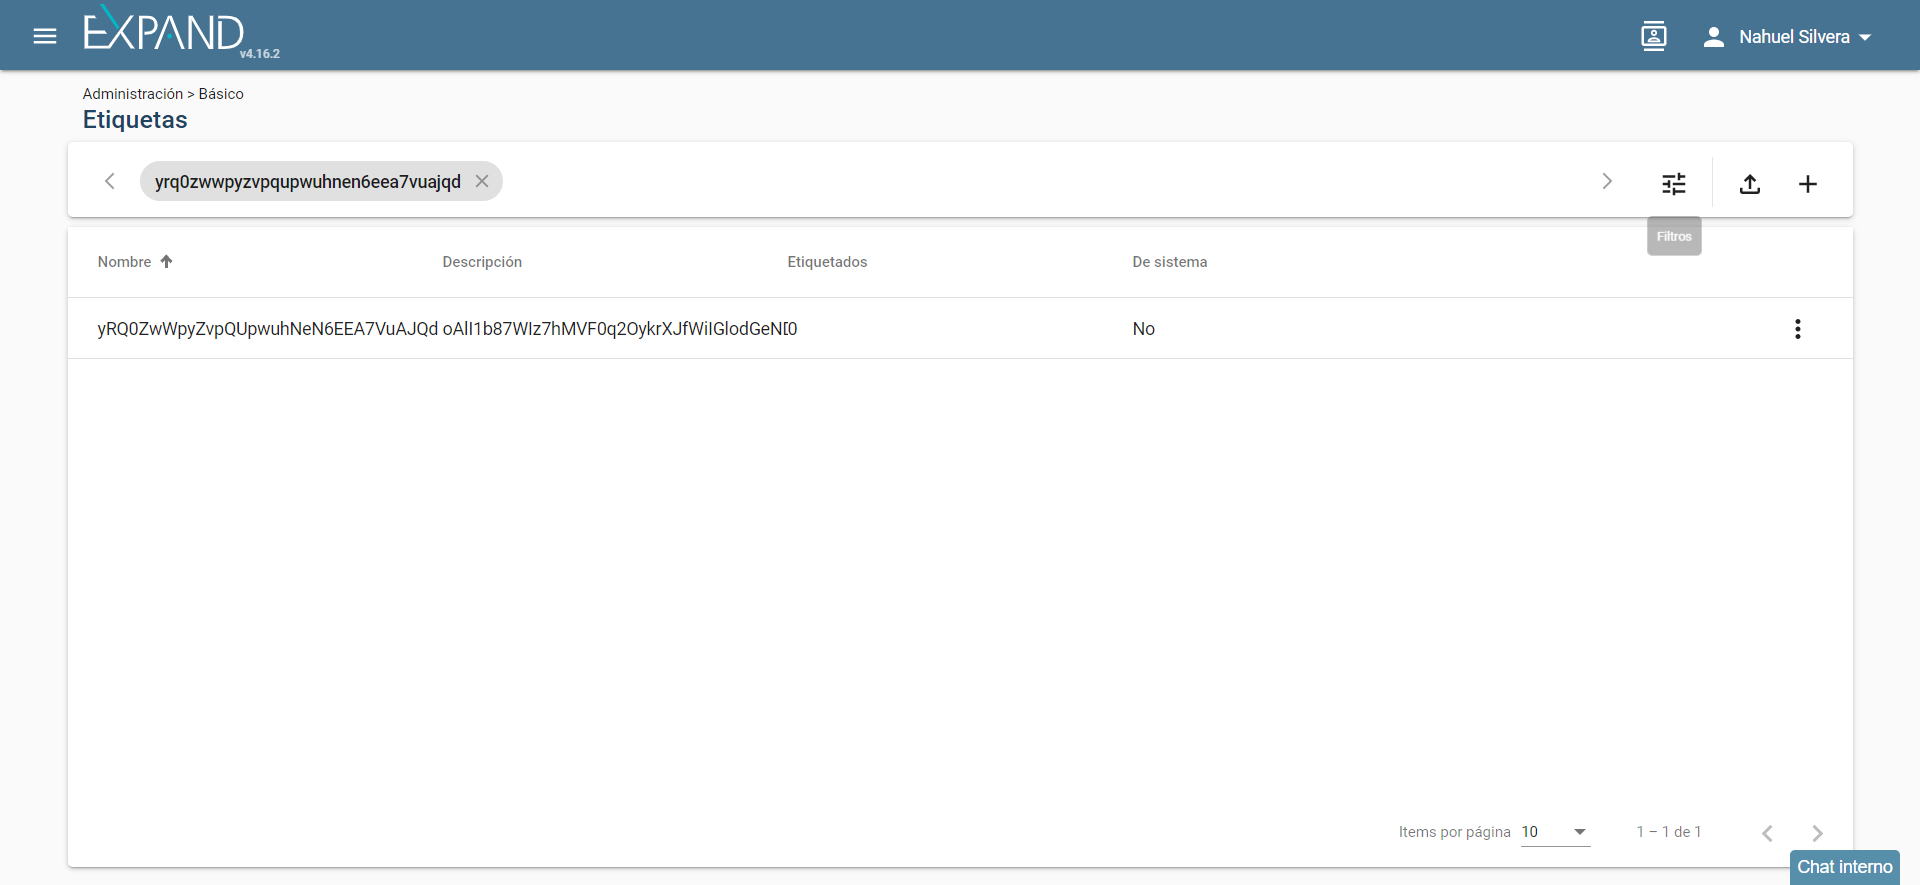 EXPAND
v4.16.2
Nahuel Silvera
Administración > Básico
Etiquetas
yrq0zwwpyzvpqupwuhnen6eea7vuajqd
Filtros
Nombre Descripción Etiquetados De sistema
yRQ0ZwWpyZvpQUpwuhNeN6EEA7VuAJQd 0 No
Items por página 10 1 – 1 de 1
Chat interno